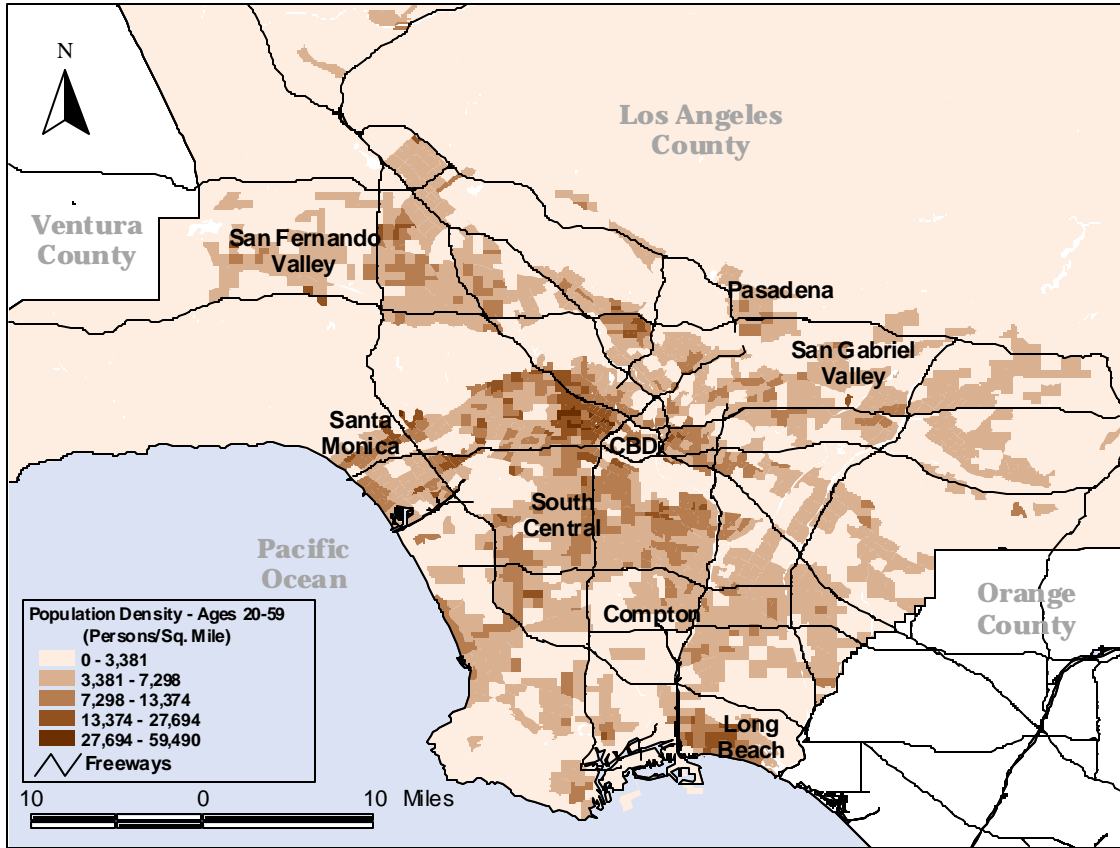 N
Los Angeles
County
Ventura
County
San Fernando
Valley
Pasadena
San Gabriel
Valley
Santa
Monica
CBD
South
Central
Pacific
Ocean
Orange
County
Compton
Long
Beach
Population Density - Ages 20-59
(Persons/Sq. Mile)
0 - 3,381
3,381 - 7,298
7,298 - 13,374
13,374 - 27,694
27,694 - 59,490
Freeways
10 0 10 Miles